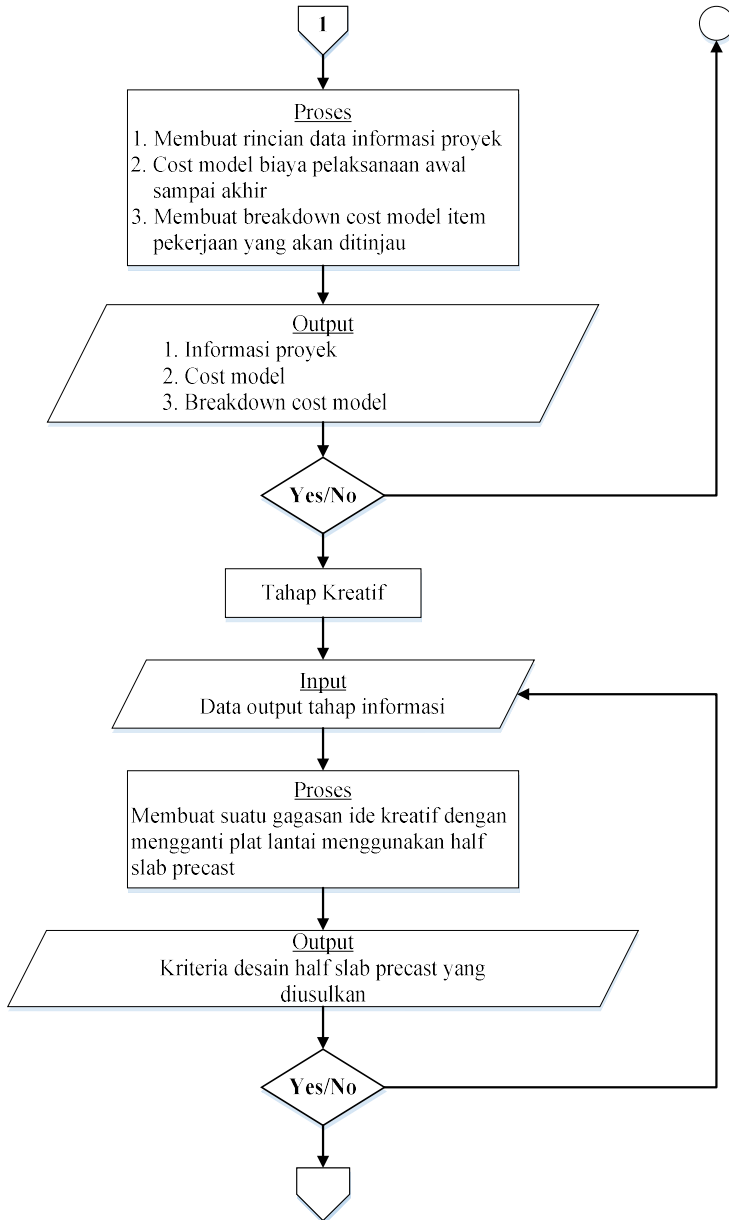 1
Proses
1. Membuat rincian data informasi proyek
2. Cost model biaya pelaksanaan awal
sampai akhir
3. Membuat breakdown cost model item
pekerjaan yang akan ditinjau
Output
1. Informasi proyek
2. Cost model
3. Breakdown cost model
Yes/No
Tahap Kreatif
Input
Data output tahap informasi
Proses
Membuat suatu gagasan ide kreatif dengan
mengganti plat lantai menggunakan half
slab precast
Output
Kriteria desain half slab precast yang
diusulkan
Yes/No